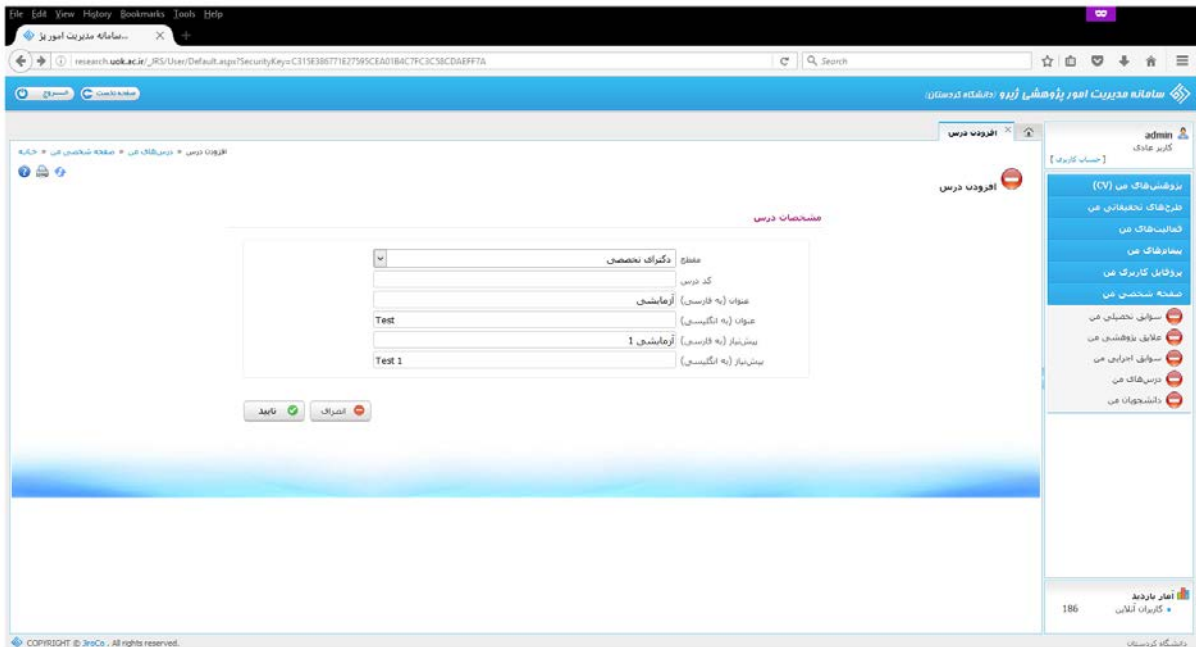 File Edit View History Bookmarks Tools Help
سامانه مدیریت امور پژ...
research.uok.ac.ir/_JRS/User/Default.aspx?SecurityKey=C315E386771E27595CEA01B4C7FC3C58CDAEFF7A
Search
سامانه مدیریت امور پژوهشی ژیرو (دانشگاه کردستان)
صفحه نخست
خـــروج
افزودن درس
admin
کاربر عادی
[ حساب کاربری ]
خانه » صفحه شخصی من » درس‌های من » افزودن درس
افزودن درس
مشخصات درس
مقطع دکترای تخصصی
کد درس
عنوان (به فارسی) آزمایشی
عنوان (به انگلیسی) Test
پیش‌نیاز (به فارسی) آزمایشی 1
پیش‌نیاز (به انگلیسی) Test 1
انصراف
تایید
پژوهش‌های من (CV)
طرح‌های تحقیقاتی من
فعالیت‌های من
پیغام‌های من
پروفایل کاربری من
صفحه شخصی من
سوابق تحصیلی من
علایق پژوهشی من
سوابق اجرایی من
درس‌های من
دانشجویان من
آمار بازدید
کاربران آنلاین 186
COPYRIGHT © JiroCo , All rights reserved.
دانشگاه کردستان